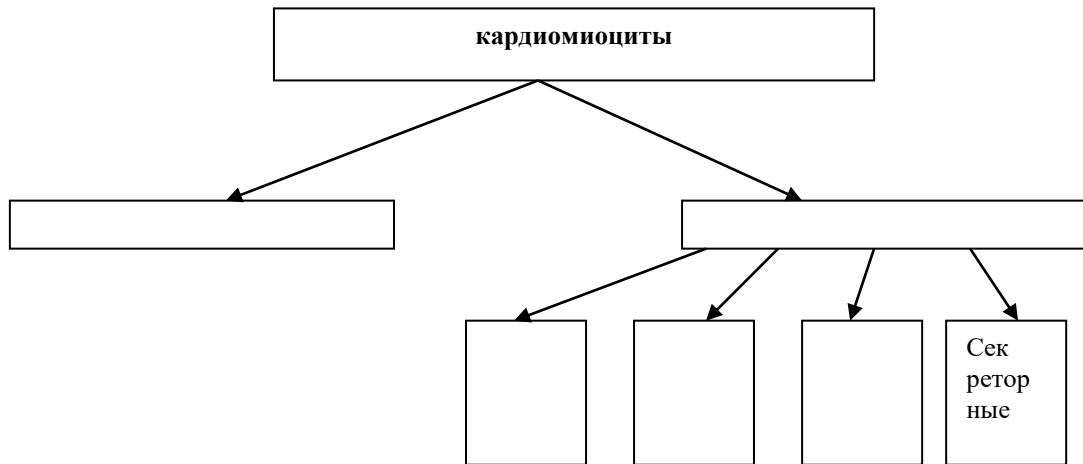 кардиомиоциты
Сек
ретор
ные